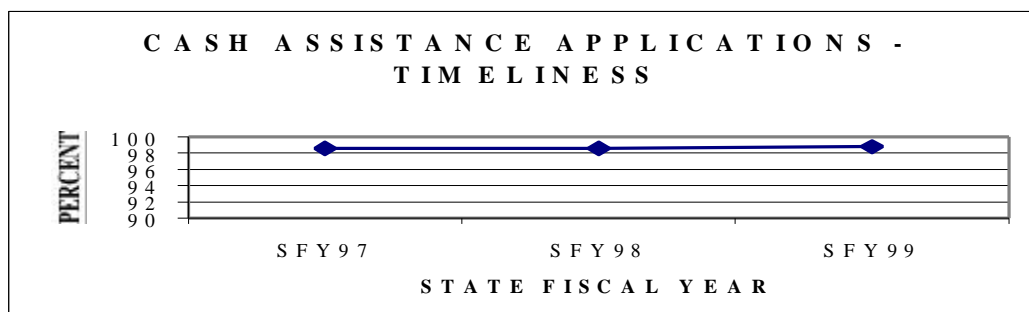 CASH ASSISTANCE APPLICATIONS -
TIMELINESS
PERCENT
100
98
96
94
92
90
SFY97 SFY98 SFY99
STATE FISCAL YEAR